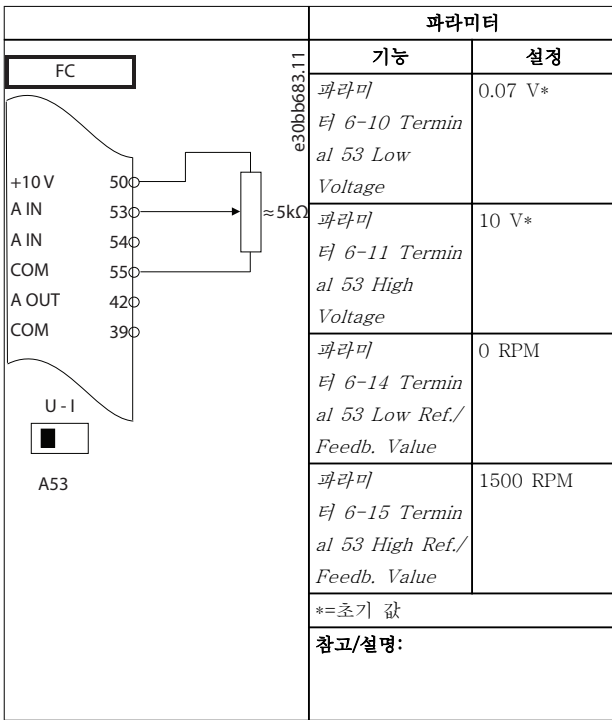 파라미터
기능 설정
FC
e30bb683.11
+10 V 50
A IN 53
A IN 54
COM 55
A OUT 42
COM 39
≈5kΩ
U - I
A53
파라미
터 6-10 Termin
al 53 Low
Voltage
0.07 V*
파라미
터 6-11 Termin
al 53 High
Voltage
10 V*
파라미
터 6-14 Termin
al 53 Low Ref./
Feedb. Value
0 RPM
파라미
터 6-15 Termin
al 53 High Ref./
Feedb. Value
1500 RPM
*=초기 값
참고/설명: